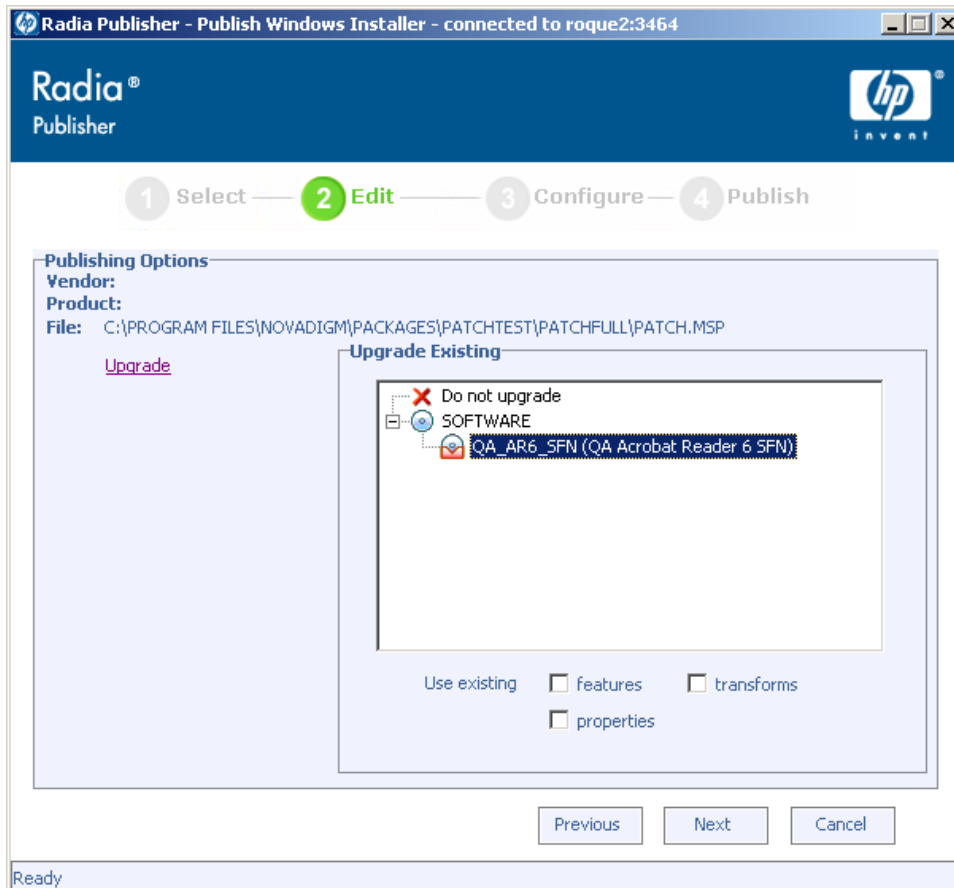 Radia Publisher - Publish Windows Installer - connected to roque2:3464
Radia ®
Publisher
hp ®
invent
1 Select 2 Edit 3 Configure 4 Publish
Publishing Options
Vendor:
Product:
File: C:\PROGRAM FILES\NOVADIGM\PACKAGES\PATCHTEST\PATCHFULL\PATCH.MSP
Upgrade
Upgrade Existing
Do not upgrade
SOFTWARE
QA_AR6_SFN (QA Acrobat Reader 6 SFN)
Use existing features transforms
properties
Previous Next Cancel
Ready